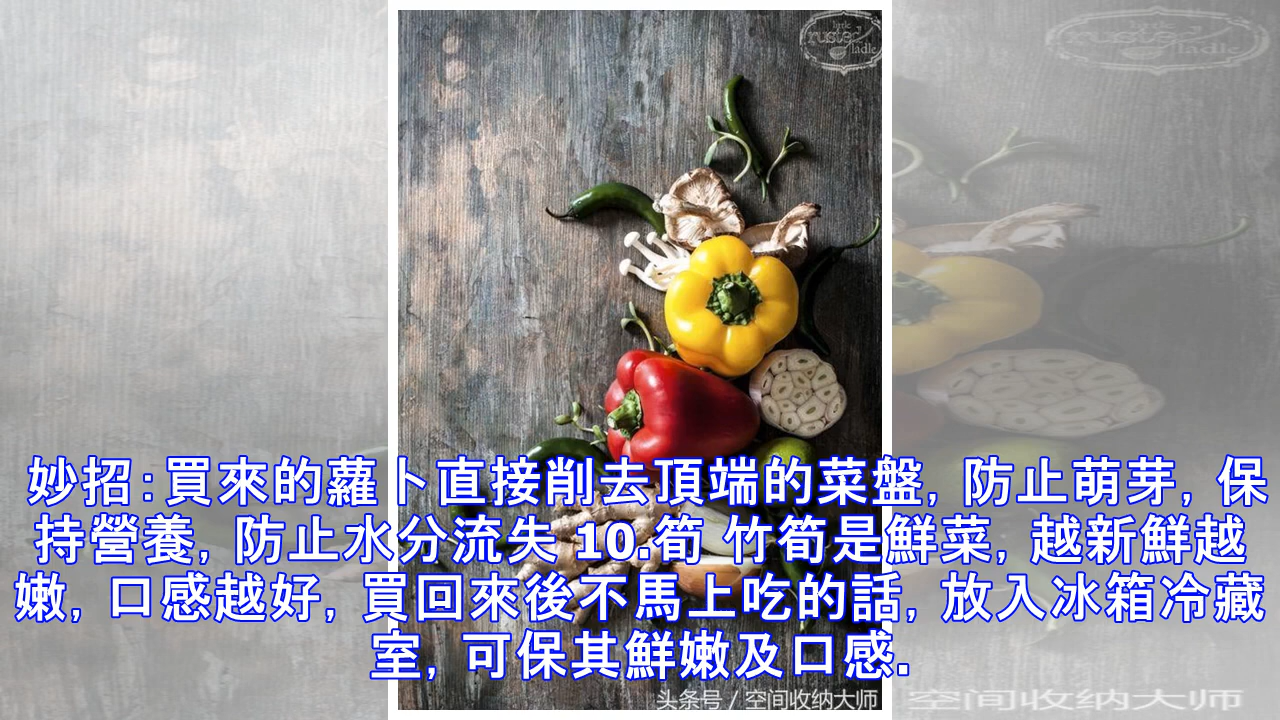 little
rusted
ladle
妙招:買來的蘿卜直接削去頂端的菜盤, 防止萌芽, 保
持營養, 防止水分流失 10.筍 竹筍是鮮菜, 越新鮮越
嫩, 口感越好, 買回來後不馬上吃的話, 放入冰箱冷藏
室, 可保其鮮嫩及口感.
头条号 / 空间收纳大师
空间收纳大师